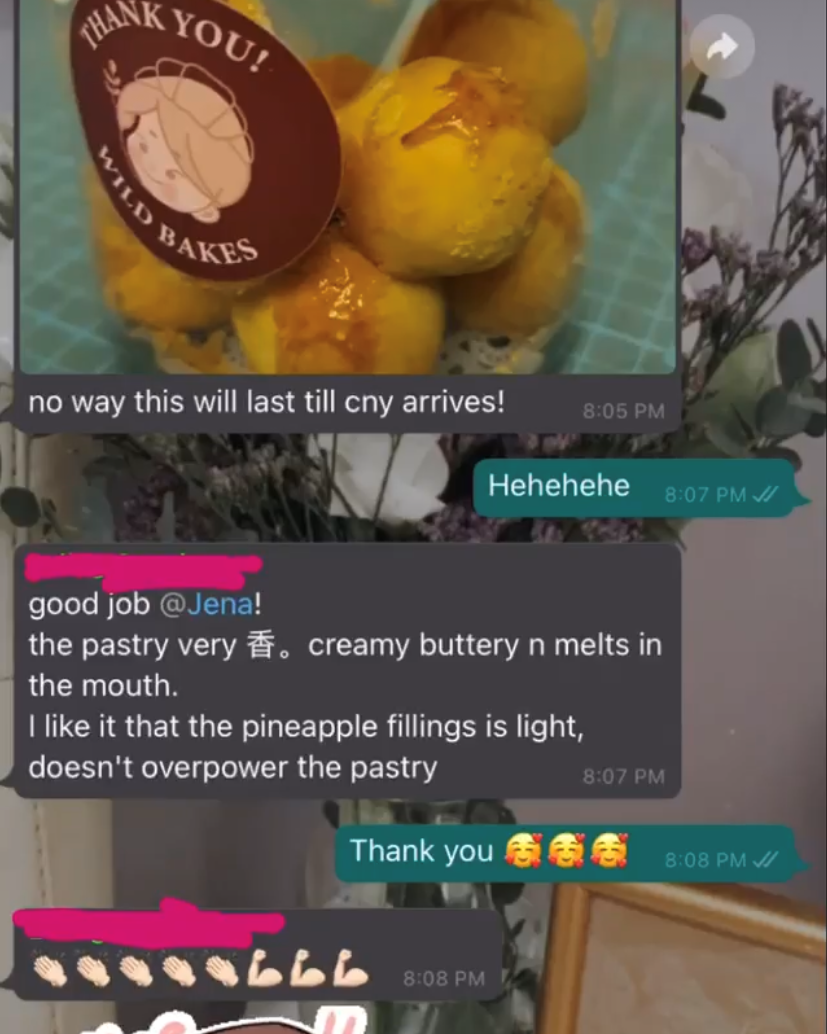 THANK YOU!
WILD BAKES
no way this will last till cny arrives!
8:05 PM
Hehehehe
8:07 PM
good job @Jena!
the pastry very 香。creamy buttery n melts in
the mouth.
I like it that the pineapple fillings is light,
doesn't overpower the pastry
8:07 PM
Thank you 🥰🥰🥰
8:08 PM
👏🏻👏🏻👏🏻👏🏻👏🏻💪🏻💪🏻💪🏻
8:08 PM